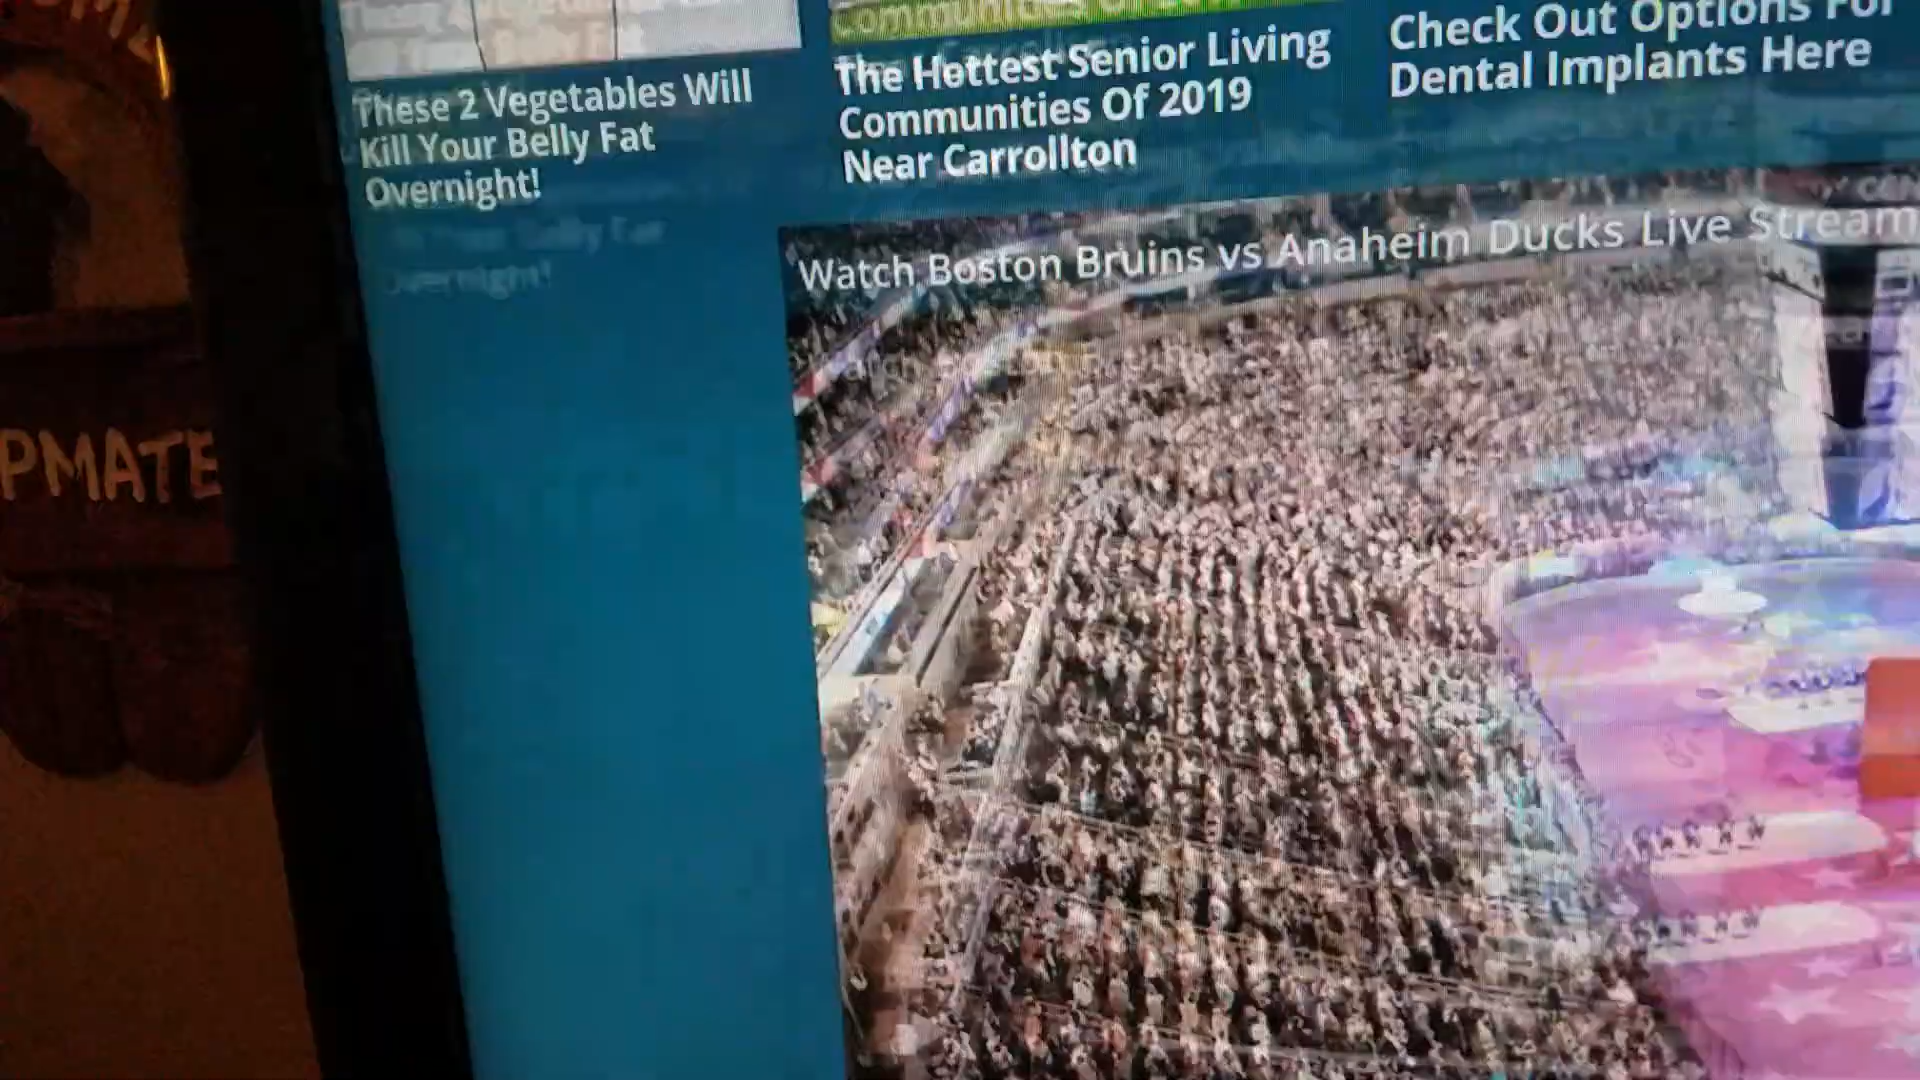 These 2 Vegetables Will
Kill Your Belly Fat
Overnight!
The Hottest Senior Living
Communities Of 2019
Near Carrollton
Check Out Options For
Dental Implants Here
Watch Boston Bruins vs Anaheim Ducks Live Stream
PMATE